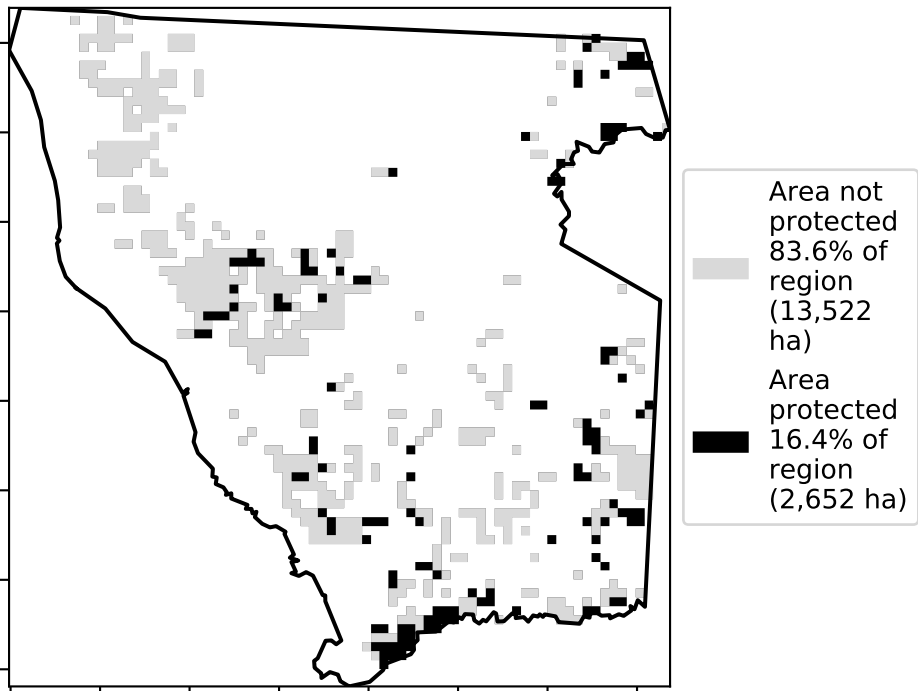 Area not
protected
83.6% of
region
(13,522
ha)
Area
protected
16.4% of
region
(2,652 ha)